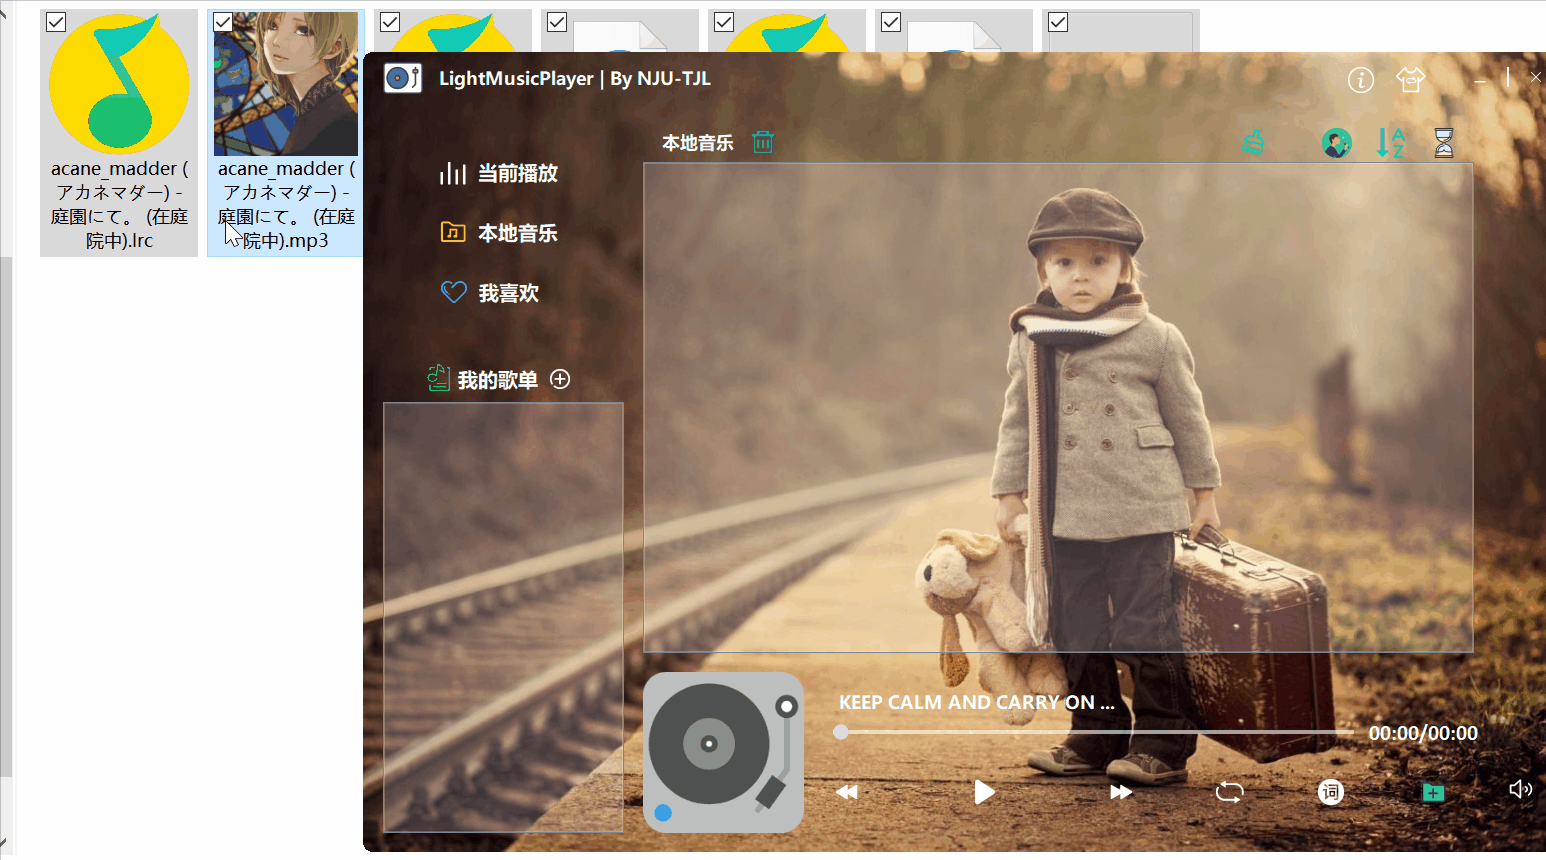 acane_madder (
アカネマダー) -
庭園にて。 (在庭
院中).lrc
acane_madder (
アカネマダー) -
庭園にて。 (在庭
院中).mp3
LightMusicPlayer | By NJU-TJL
本地音乐
A
Z
当前播放
本地音乐
我喜欢
我的歌单
KEEP CALM AND CARRY ON ...
00:00/00:00
词